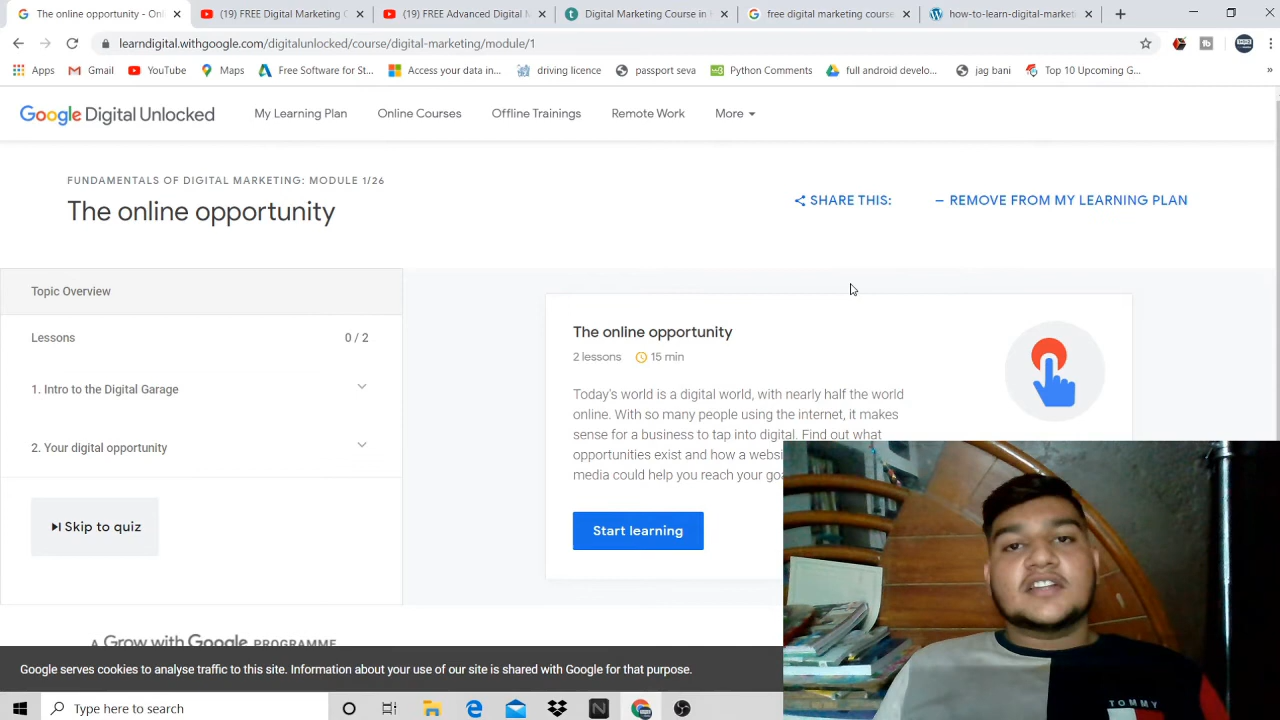 The online opportunity - Onl
(19) FREE Digital Marketing C
(19) FREE Advanced Digital M
Digital Marketing Course in
free digital marketing course
how-to-learn-digital-market
learndigital.withgoogle.com/digitalunlocked/course/digital-marketing/module/1
Apps
Gmail
YouTube
Maps
Free Software for St...
Access your data in...
driving licence
passport seva
Python Comments
full android develo...
jag bani
Top 10 Upcoming G...
»
Google Digital Unlocked
My Learning Plan
Online Courses
Offline Trainings
Remote Work
More
FUNDAMENTALS OF DIGITAL MARKETING: MODULE 1/26
The online opportunity
SHARE THIS:
REMOVE FROM MY LEARNING PLAN
Topic Overview
Lessons 0 / 2
1. Intro to the Digital Garage
2. Your digital opportunity
Skip to quiz
The online opportunity
2 lessons 15 min
Today's world is a digital world, with nearly half the world
online. With so many people using the internet, it makes
sense for a business to tap into digital. Find out what
opportunities exist and how a websi
media could help you reach your goa
Start learning
A Grow with Google PROGRAMME
Google serves cookies to analyse traffic to this site. Information about your use of our site is shared with Google for that purpose.
Type here to search
TOMMY